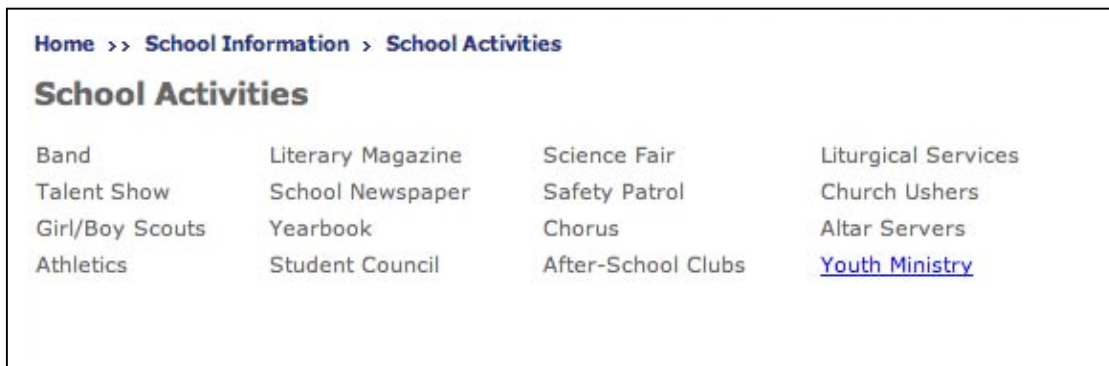 Home >> School Information > School Activities
School Activities
Band Literary Magazine Science Fair Liturgical Services
Talent Show School Newspaper Safety Patrol Church Ushers
Girl/Boy Scouts Yearbook Chorus Altar Servers
Athletics Student Council After-School Clubs Youth Ministry